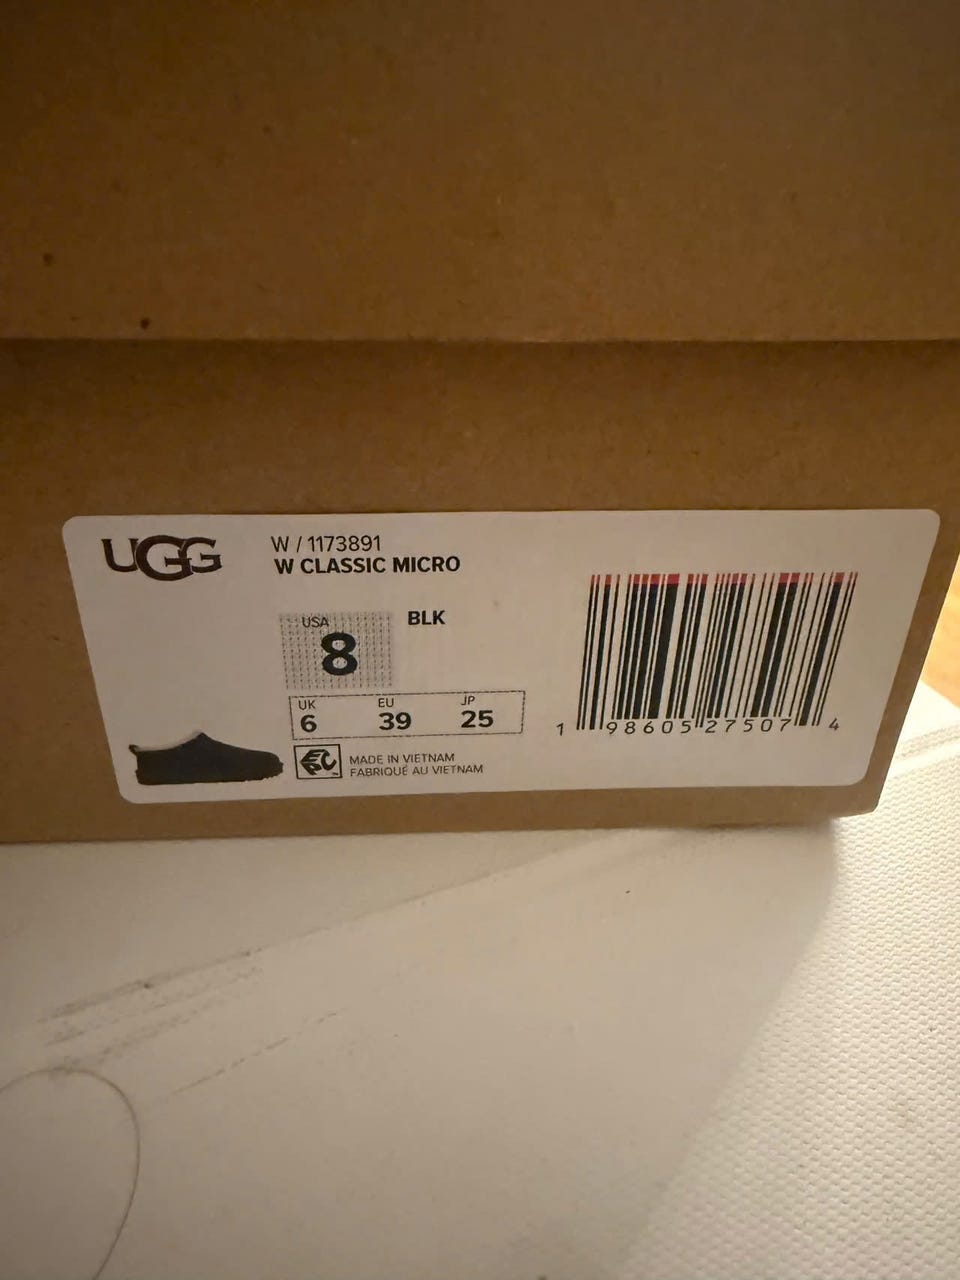 UGG
W / 1173891
W CLASSIC MICRO
USA
8
BLK
UK EU JP
6 39 25
EPC
MADE IN VIETNAM
FABRIQUÉ AU VIETNAM
1 98605 27507 4